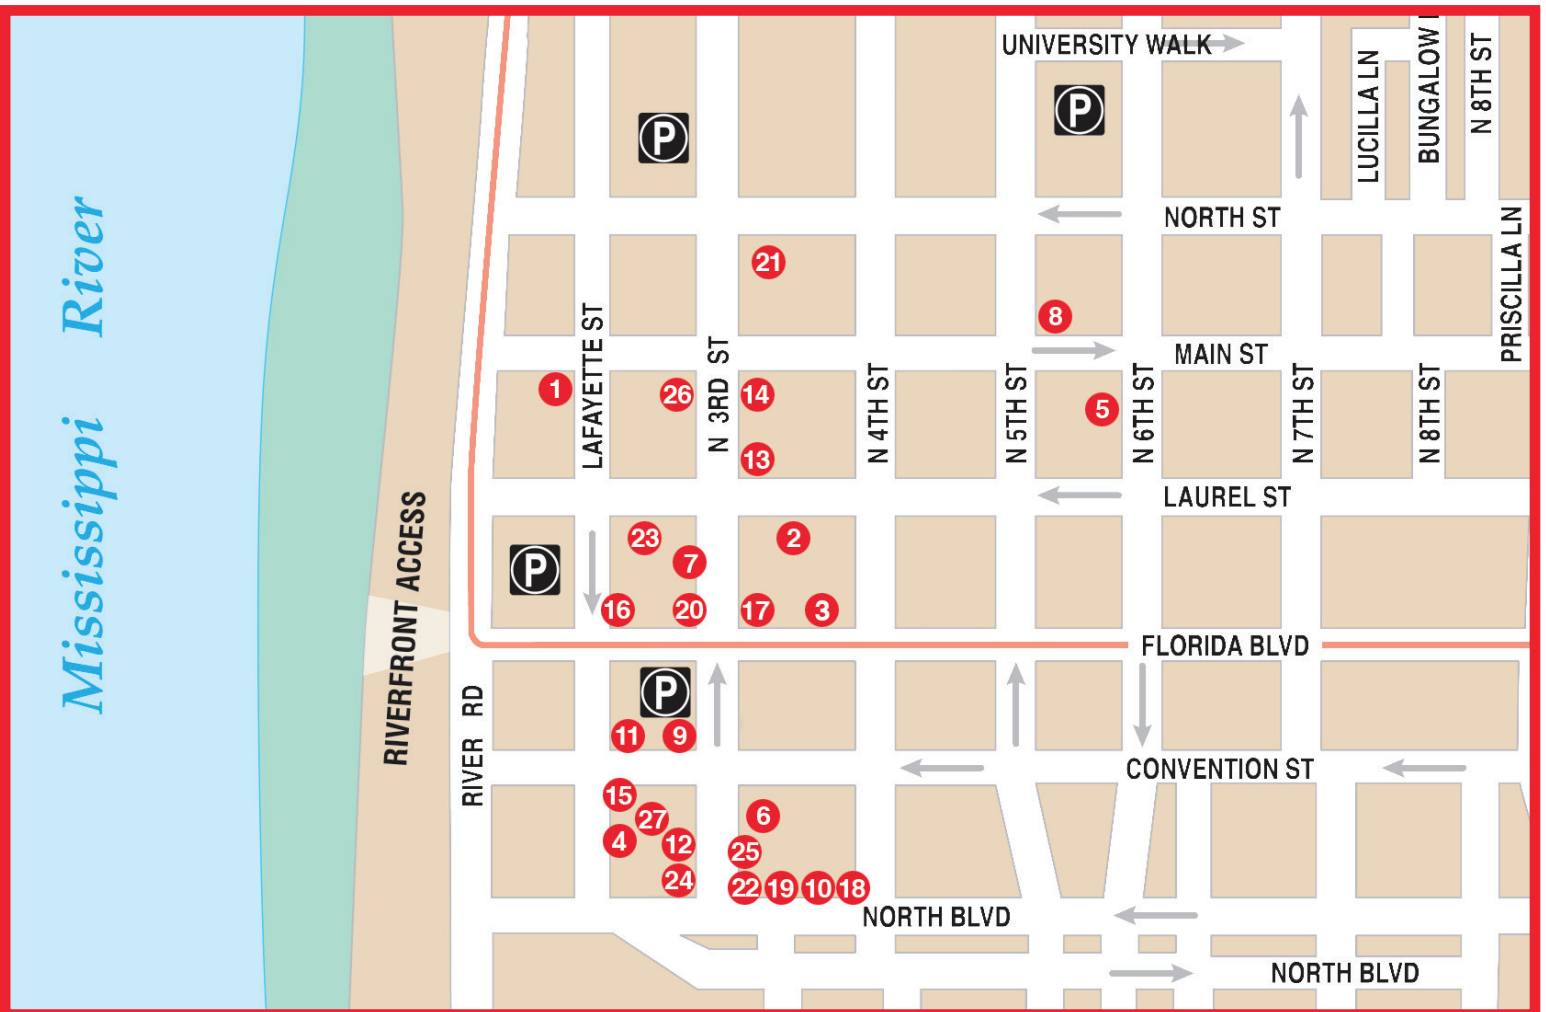 UNIVERSITY WALK
LUCILLA LN
BUNGALOW
N 8TH ST
P
P
NORTH ST
PRISCILLA LN
Mississippi River
21
8
LAFAYETTE ST
N 3RD ST
MAIN ST
1
26
14
N 4TH ST
N 5TH ST
5
N 6TH ST
N 7TH ST
N 8TH ST
13
LAUREL ST
RIVERFRONT ACCESS
P
23
7
2
16
20
17
3
FLORIDA BLVD
RIVER RD
P
11
9
CONVENTION ST
15
27
4
12
24
6
25
22
19
10
18
NORTH BLVD
NORTH BLVD